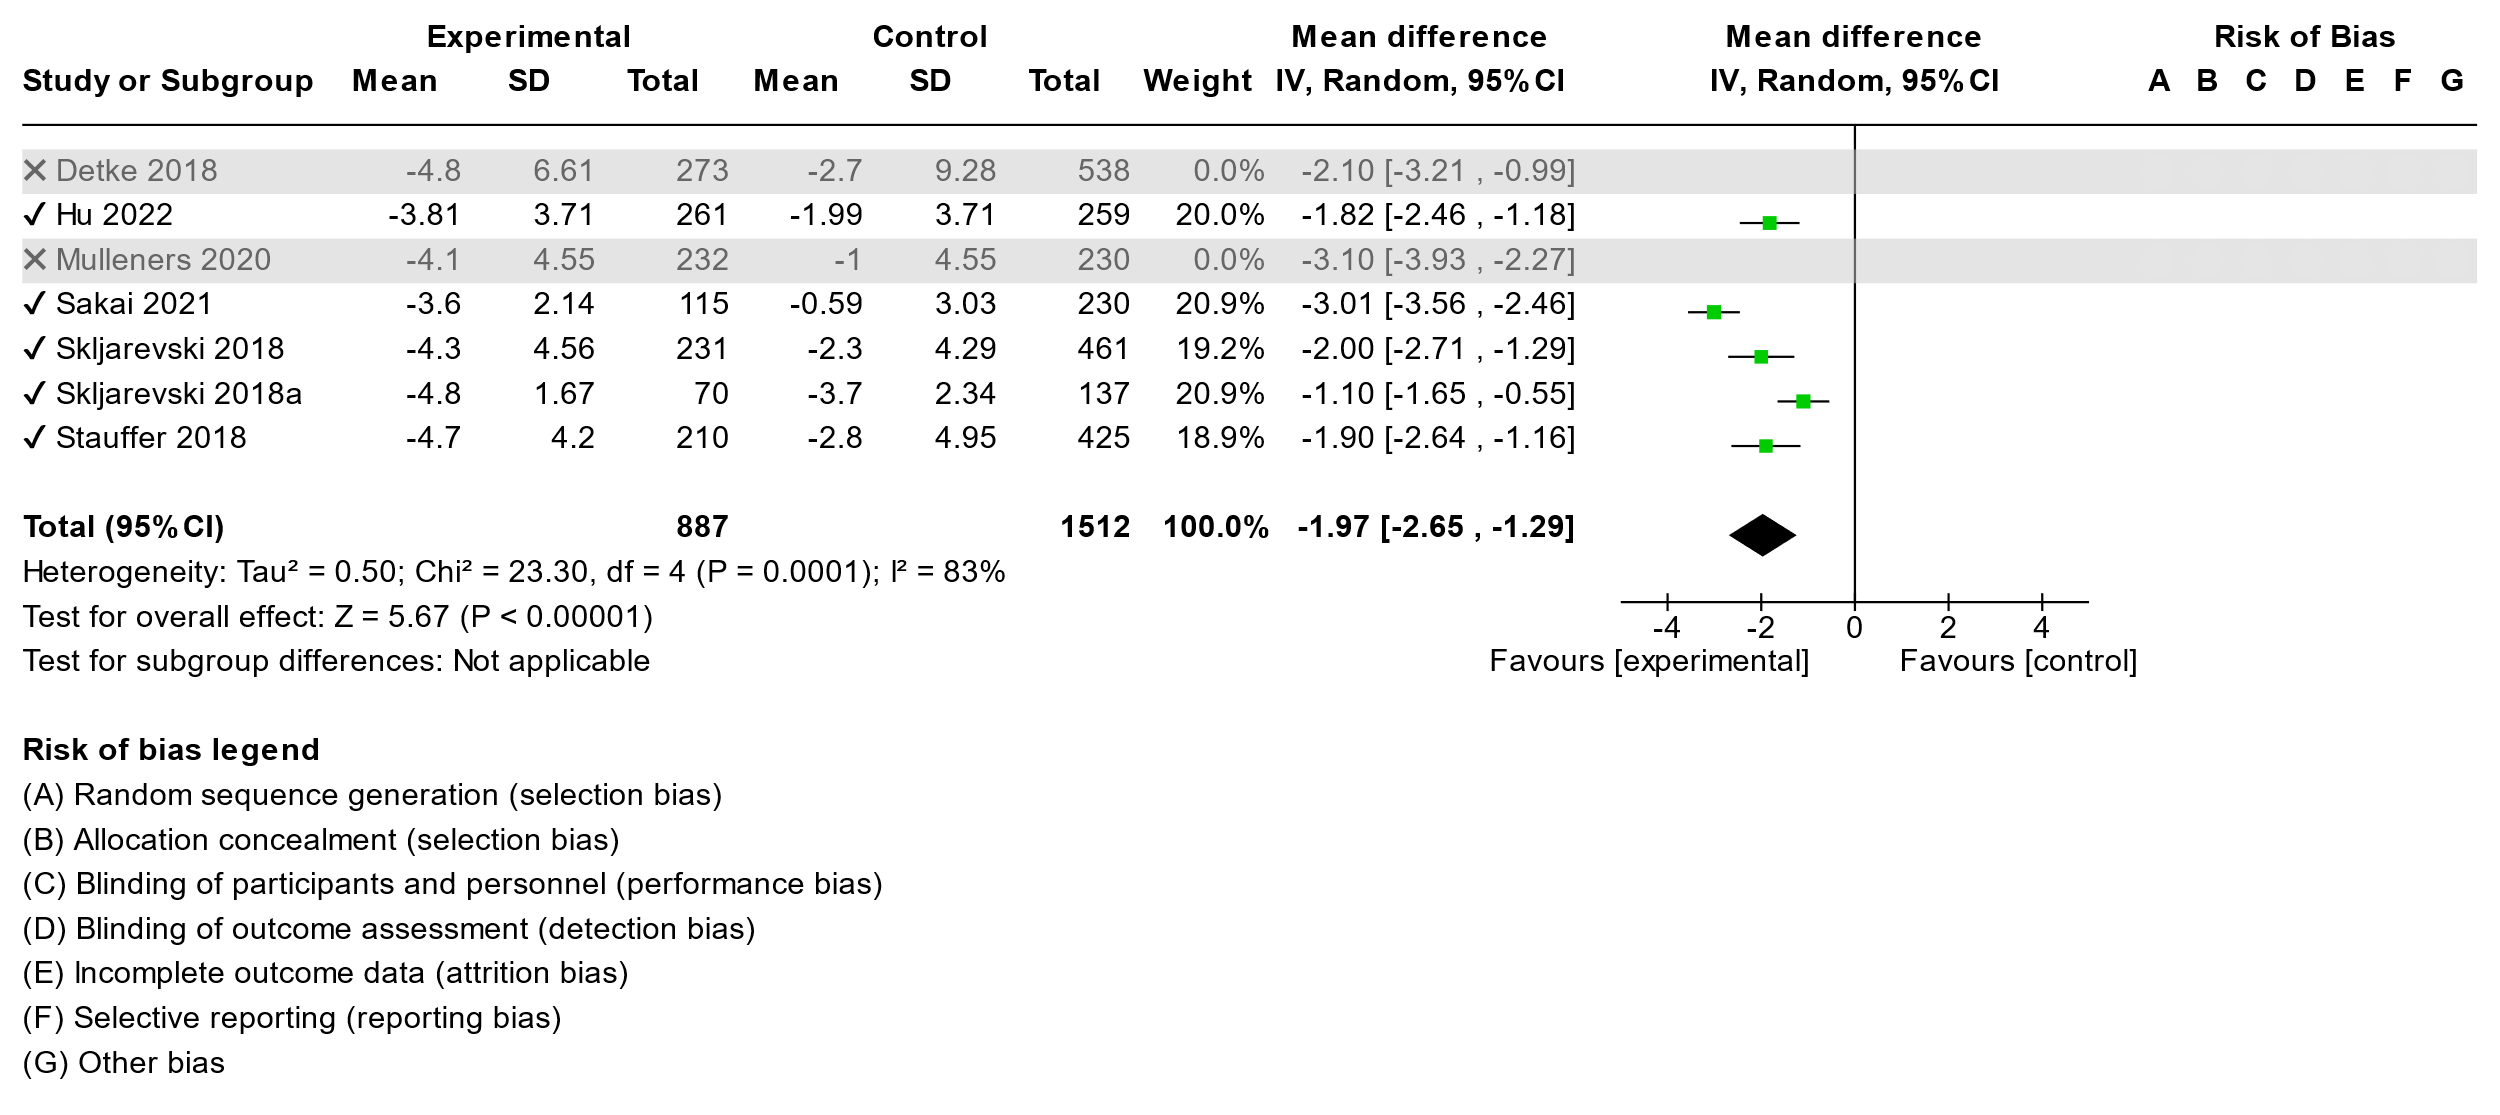 Experimental Control Mean difference Mean difference Risk of Bias
Study or Subgroup Mean SD Total Mean SD Total Weight IV, Random, 95% CI IV, Random, 95% CI A B C D E F G
✕ Detke 2018 -4.8 6.61 273 -2.7 9.28 538 0.0% -2.10 [-3.21 , -0.99]
✓ Hu 2022 -3.81 3.71 261 -1.99 3.71 259 20.0% -1.82 [-2.46 , -1.18]
✕ Mulleners 2020 -4.1 4.55 232 -1 4.55 230 0.0% -3.10 [-3.93 , -2.27]
✓ Sakai 2021 -3.6 2.14 115 -0.59 3.03 230 20.9% -3.01 [-3.56 , -2.46]
✓ Skljarevski 2018 -4.3 4.56 231 -2.3 4.29 461 19.2% -2.00 [-2.71 , -1.29]
✓ Skljarevski 2018a -4.8 1.67 70 -3.7 2.34 137 20.9% -1.10 [-1.65 , -0.55]
✓ Stauffer 2018 -4.7 4.2 210 -2.8 4.95 425 18.9% -1.90 [-2.64 , -1.16]
Total (95% CI) 887 1512 100.0% -1.97 [-2.65 , -1.29]
Heterogeneity: Tau² = 0.50; Chi² = 23.30, df = 4 (P = 0.0001); I² = 83%
Test for overall effect: Z = 5.67 (P < 0.00001)
-4 -2 0 2 4
Test for subgroup differences: Not applicable Favours [experimental] Favours [control]
Risk of bias legend
(A) Random sequence generation (selection bias)
(B) Allocation concealment (selection bias)
(C) Blinding of participants and personnel (performance bias)
(D) Blinding of outcome assessment (detection bias)
(E) Incomplete outcome data (attrition bias)
(F) Selective reporting (reporting bias)
(G) Other bias